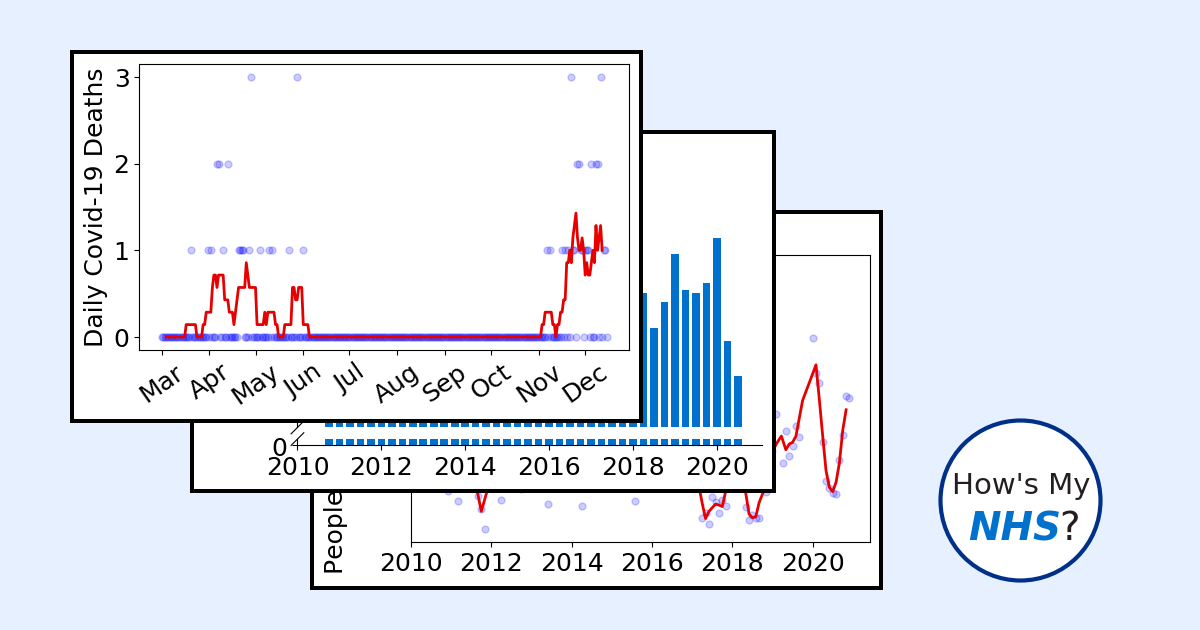 Daily Covid-19 Deaths
3
2
1
0
Mar Apr May Jun Jul Aug Sep Oct Nov Dec
0
2010 2012 2014 2016 2018 2020
People
2010 2012 2014 2016 2018 2020
How's My
NHS?